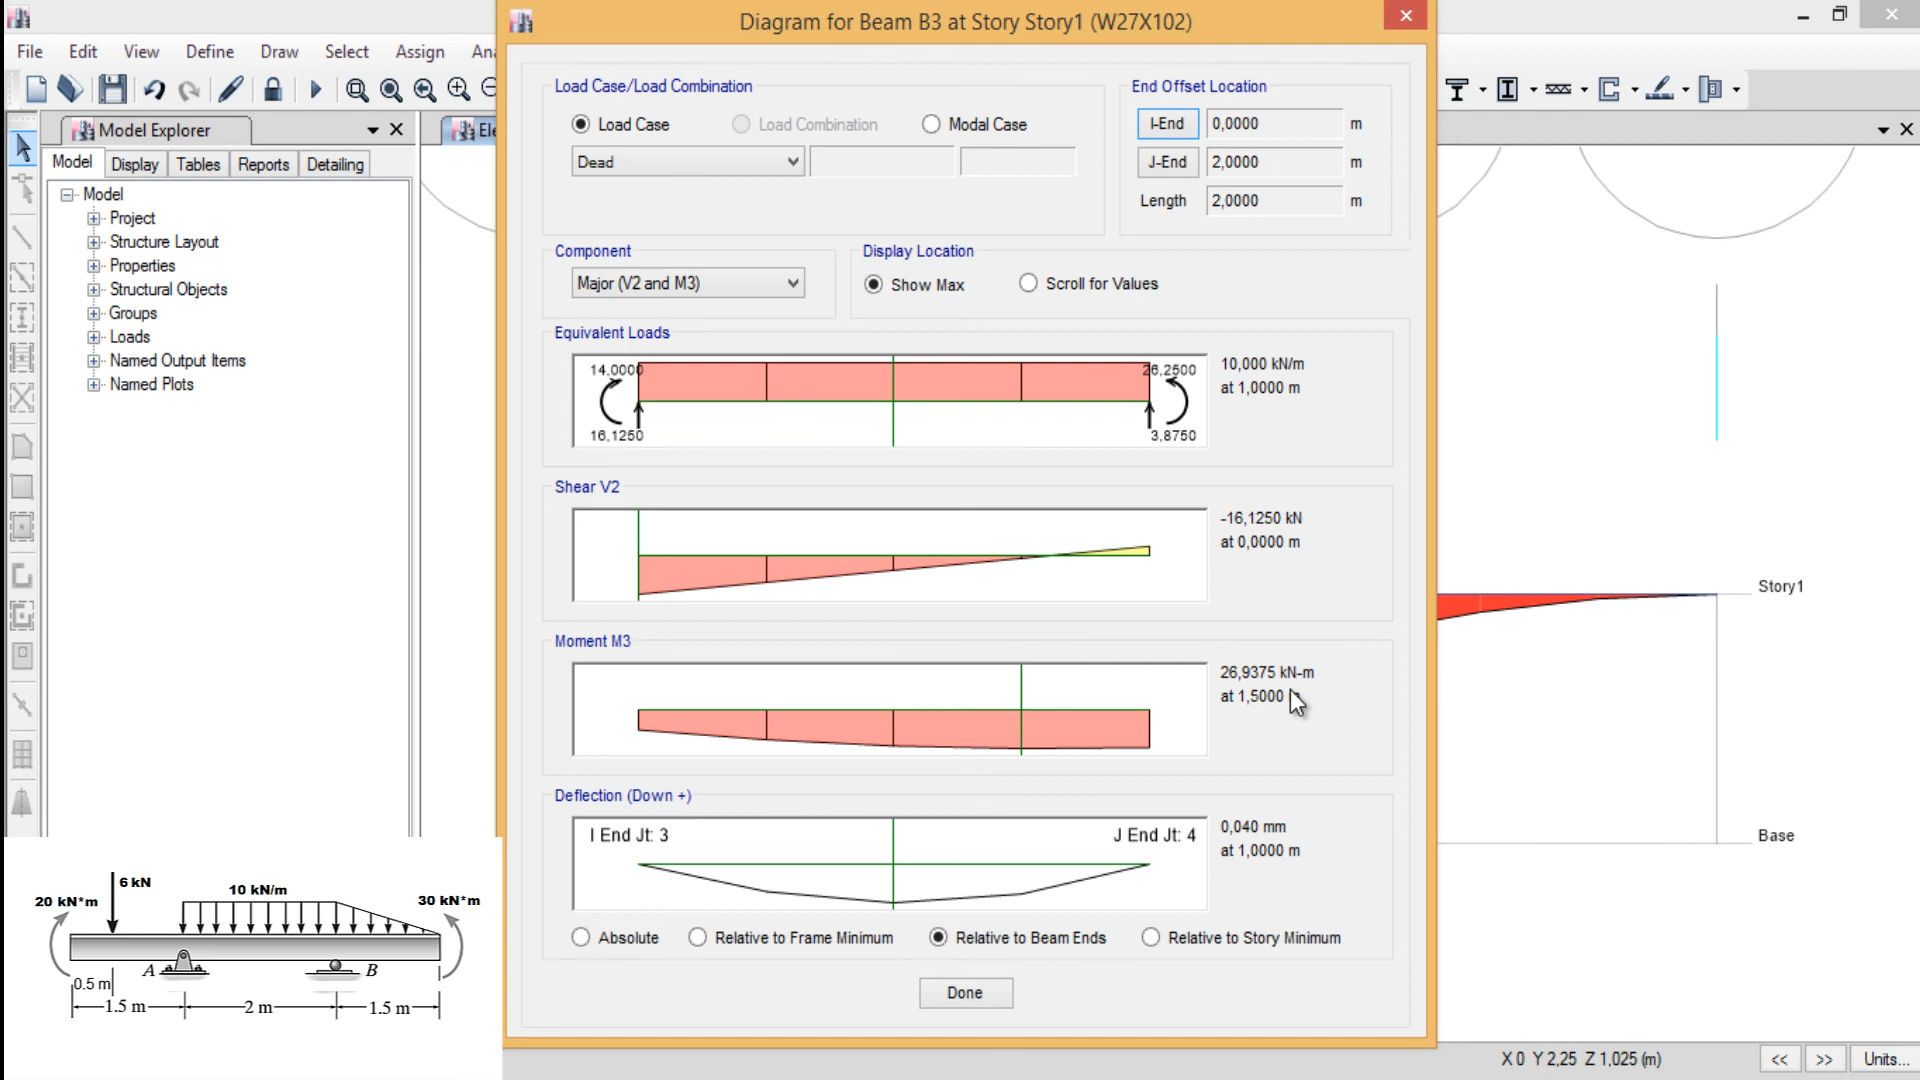 Diagram for Beam B3 at Story Story1 (W27X102)
File Edit View Define Draw Select Assign Ana
Model Explorer
Ele
Model Display Tables Reports Detailing
Model
Project
Structure Layout
Properties
Structural Objects
Groups
Loads
Named Output Items
Named Plots
Load Case/Load Combination
Load Case Load Combination Modal Case
Dead
End Offset Location
I-End 0,0000 m
J-End 2,0000 m
Length 2,0000 m
Component
Major (V2 and M3)
Display Location
Show Max Scroll for Values
Equivalent Loads
14,0000 26,2500
16,1250 3,8750
10,000 kN/m
at 1,0000 m
Shear V2
-16,1250 kN
at 0,0000 m
Moment M3
26,9375 kN-m
at 1,5000
Deflection (Down +)
I End Jt: 3 J End Jt: 4
0,040 mm
at 1,0000 m
Absolute Relative to Frame Minimum Relative to Beam Ends Relative to Story Minimum
Done
Story1
Base
6 kN
20 kN*m 10 kN/m 30 kN*m
A B
0.5 m
1.5 m 2 m 1.5 m
X 0 Y 2,25 Z 1,025 (m)
<< >> Units...